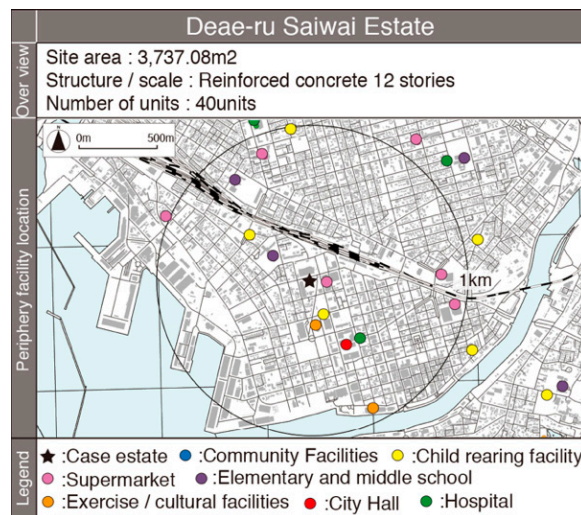 Deae-ru Saiwai Estate
Over view
Site area : 3,737.08m2
Structure / scale : Reinforced concrete 12 stories
Number of units : 40units
Periphery facility location
N
0m 500m
1km
Legend
:Case estate :Community Facilities :Child rearing facility
:Supermarket :Elementary and middle school
:Exercise / cultural facilities :City Hall :Hospital